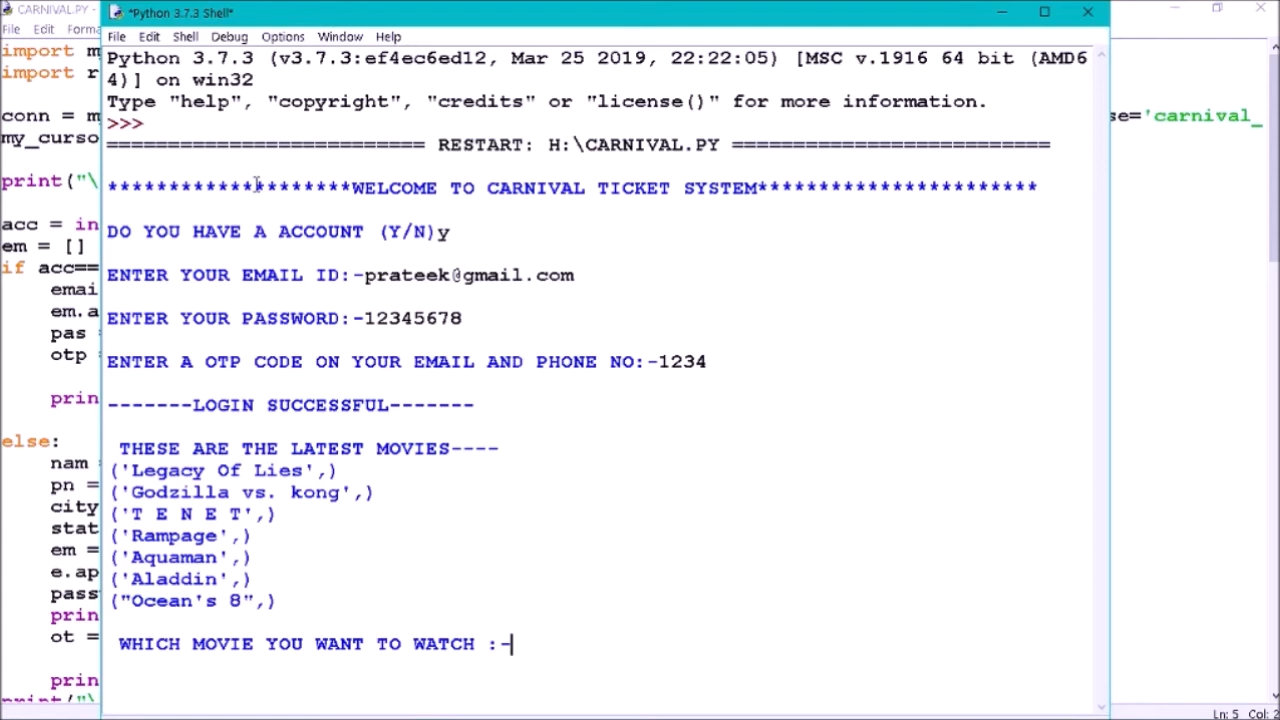 CARNIVAL.PY -
*Python 3.7.3 Shell*
File Edit Forma
File Edit Shell Debug Options Window Help
import m
import r
conn = m
se='carnival_
my_curso
print("\
acc = in
em = []
if acc==
emai
em.a
pas
otp
prin
else:
nam
pn =
city
stat
em =
e.ap
pass
prin
ot =
prin
print("\
Python 3.7.3 (v3.7.3:ef4ec6ed12, Mar 25 2019, 22:22:05) [MSC v.1916 64 bit (AMD6
4)] on win32
Type "help", "copyright", "credits" or "license()" for more information.
>>>
========================== RESTART: H:\CARNIVAL.PY ==========================
********************WELCOME TO CARNIVAL TICKET SYSTEM***********************
DO YOU HAVE A ACCOUNT (Y/N)y
ENTER YOUR EMAIL ID:-prateek@gmail.com
ENTER YOUR PASSWORD:-12345678
ENTER A OTP CODE ON YOUR EMAIL AND PHONE NO:-1234
-------LOGIN SUCCESSFUL-------
THESE ARE THE LATEST MOVIES----
('Legacy Of Lies',)
('Godzilla vs. kong',)
('T E N E T',)
('Rampage',)
('Aquaman',)
('Aladdin',)
("Ocean's 8",)
WHICH MOVIE YOU WANT TO WATCH :-
Ln: 5 Col: 2